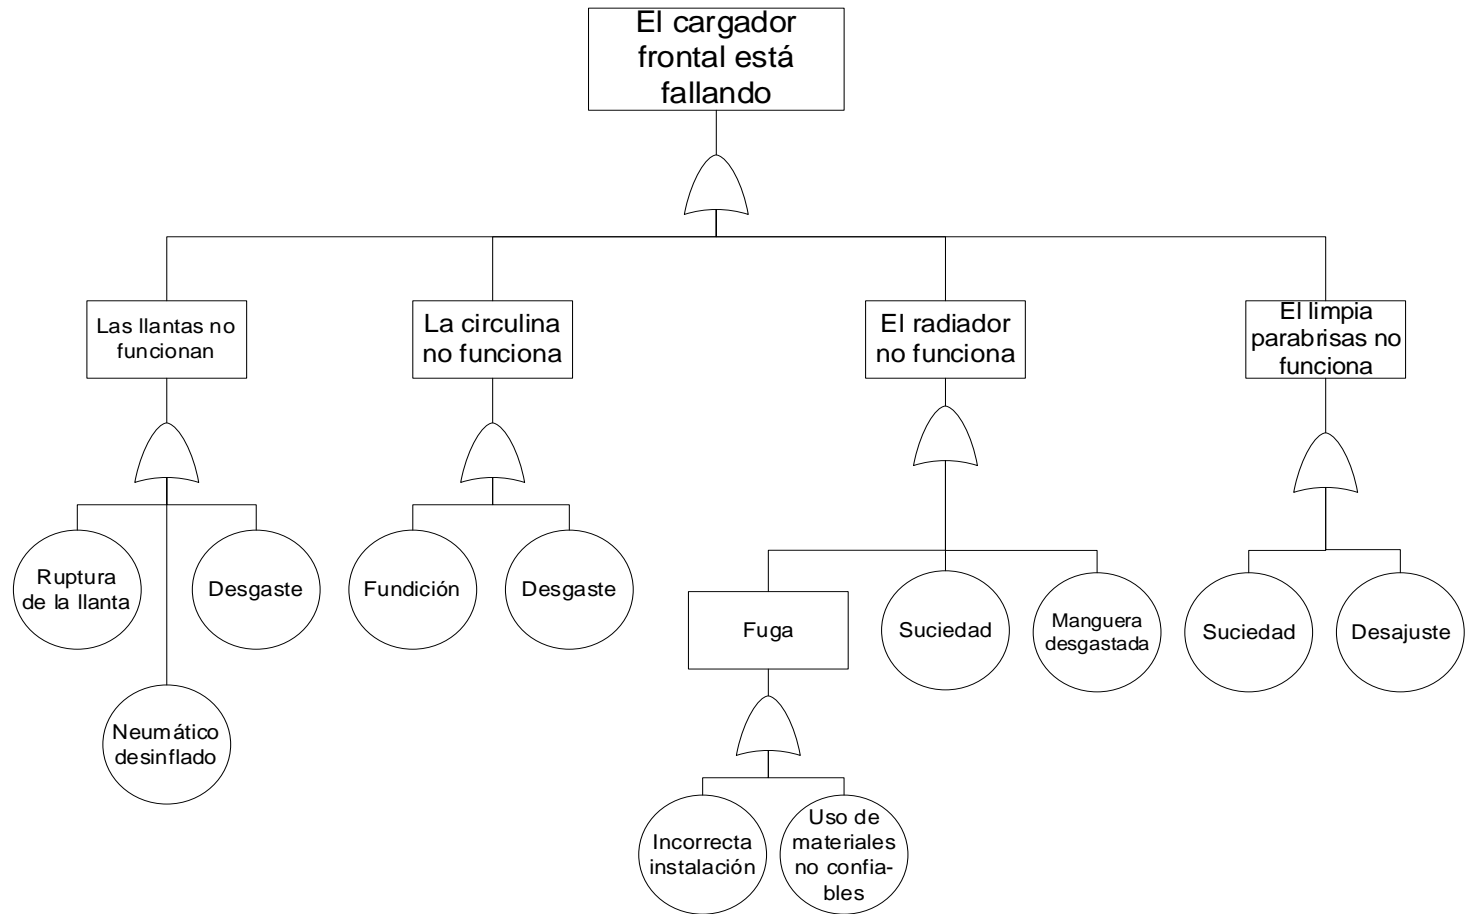 El cargador
frontal está
fallando
Las llantas no
funcionan
La circulina
no funciona
El radiador
no funciona
El limpia
parabrisas no
funciona
Ruptura
de la llanta
Desgaste
Fundición
Desgaste
Fuga
Suciedad
Manguera
desgastada
Suciedad
Desajuste
Neumático
desinflado
Incorrecta
instalación
Uso de
materiales
no confia-
bles